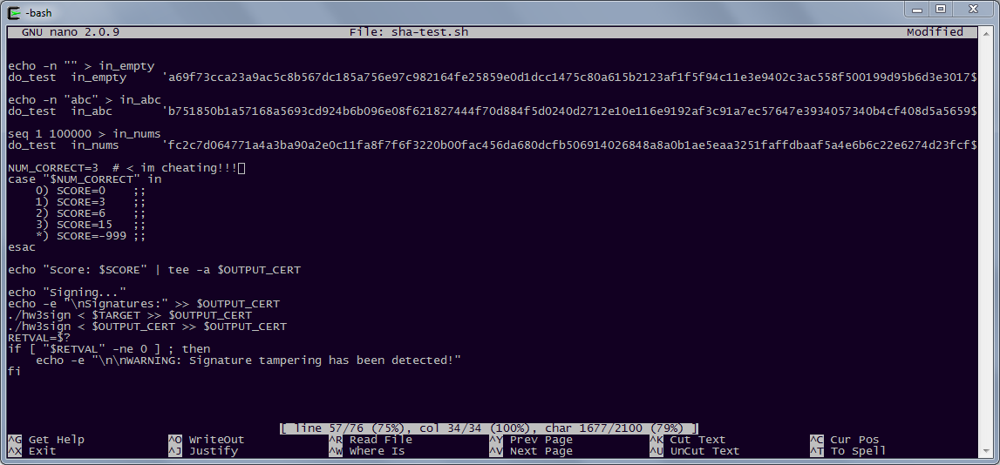 -bash
GNU nano 2.0.9 File: sha-test.sh Modified
echo -n "" > in_empty
do_test in_empty 'a69f73cca23a9ac5c8b567dc185a756e97c982164fe25859e0d1dcc1475c80a615b2123af1f5f94c11e3e9402c3ac558f500199d95b6d3e3017$
echo -n "abc" > in_abc
do_test in_abc 'b751850b1a57168a5693cd924b6b096e08f621827444f70d884f5d0240d2712e10e116e9192af3c91a7ec57647e3934057340b4cf408d5a5659$
seq 1 100000 > in_nums
do_test in_nums 'fc2c7d064771a4a3ba90a2e0c11fa8f7f6f3220b00fac456da680dcfb506914026848a8a0b1ae5eaa3251faffdbaaf5a4e6b6c22e6274d23fcf$
NUM_CORRECT=3 # < im cheating!!!
case "$NUM_CORRECT" in
0) SCORE=0 ;;
1) SCORE=3 ;;
2) SCORE=6 ;;
3) SCORE=15 ;;
*) SCORE=-999 ;;
esac
echo "Score: $SCORE" | tee -a $OUTPUT_CERT
echo "Signing..."
echo -e "\nSignatures:" >> $OUTPUT_CERT
./hw3sign < $TARGET >> $OUTPUT_CERT
./hw3sign < $OUTPUT_CERT >> $OUTPUT_CERT
RETVAL=$?
if [ "$RETVAL" -ne 0 ] ; then
echo -e "\n\nWARNING: Signature tampering has been detected!"
fi
[ line 57/76 (75%), col 34/34 (100%), char 1677/2100 (79%) ]
^G Get Help ^O WriteOut ^R Read File ^Y Prev Page ^K Cut Text ^C Cur Pos
^X Exit ^J Justify ^W Where Is ^V Next Page ^U UnCut Text ^T To Spell